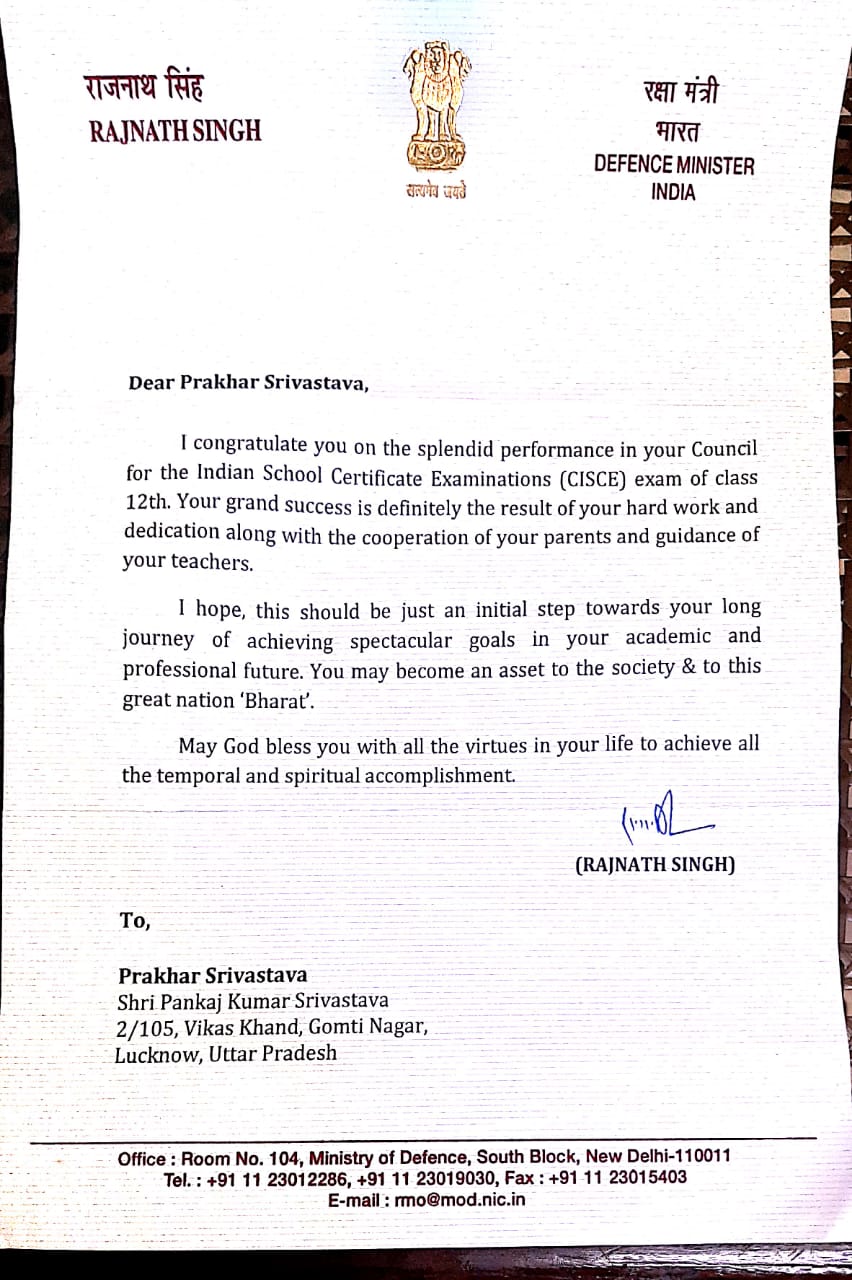 राजनाथ सिंह
RAJNATH SINGH
सत्यमेव जयते
रक्षा मंत्री
भारत
DEFENCE MINISTER
INDIA
Dear Prakhar Srivastava,
I congratulate you on the splendid performance in your Council
for the Indian School Certificate Examinations (CISCE) exam of class
12th. Your grand success is definitely the result of your hard work and
dedication along with the cooperation of your parents and guidance of
your teachers.
I hope, this should be just an initial step towards your long
journey of achieving spectacular goals in your academic and
professional future. You may become an asset to the society & to this
great nation ‘Bharat’.
May God bless you with all the virtues in your life to achieve all
the temporal and spiritual accomplishment.
(RAJNATH SINGH)
To,
Prakhar Srivastava
Shri Pankaj Kumar Srivastava
2/105, Vikas Khand, Gomti Nagar,
Lucknow, Uttar Pradesh
Office : Room No. 104, Ministry of Defence, South Block, New Delhi-110011
Tel. : +91 11 23012286, +91 11 23019030, Fax : +91 11 23015403
E-mail : rmo@mod.nic.in